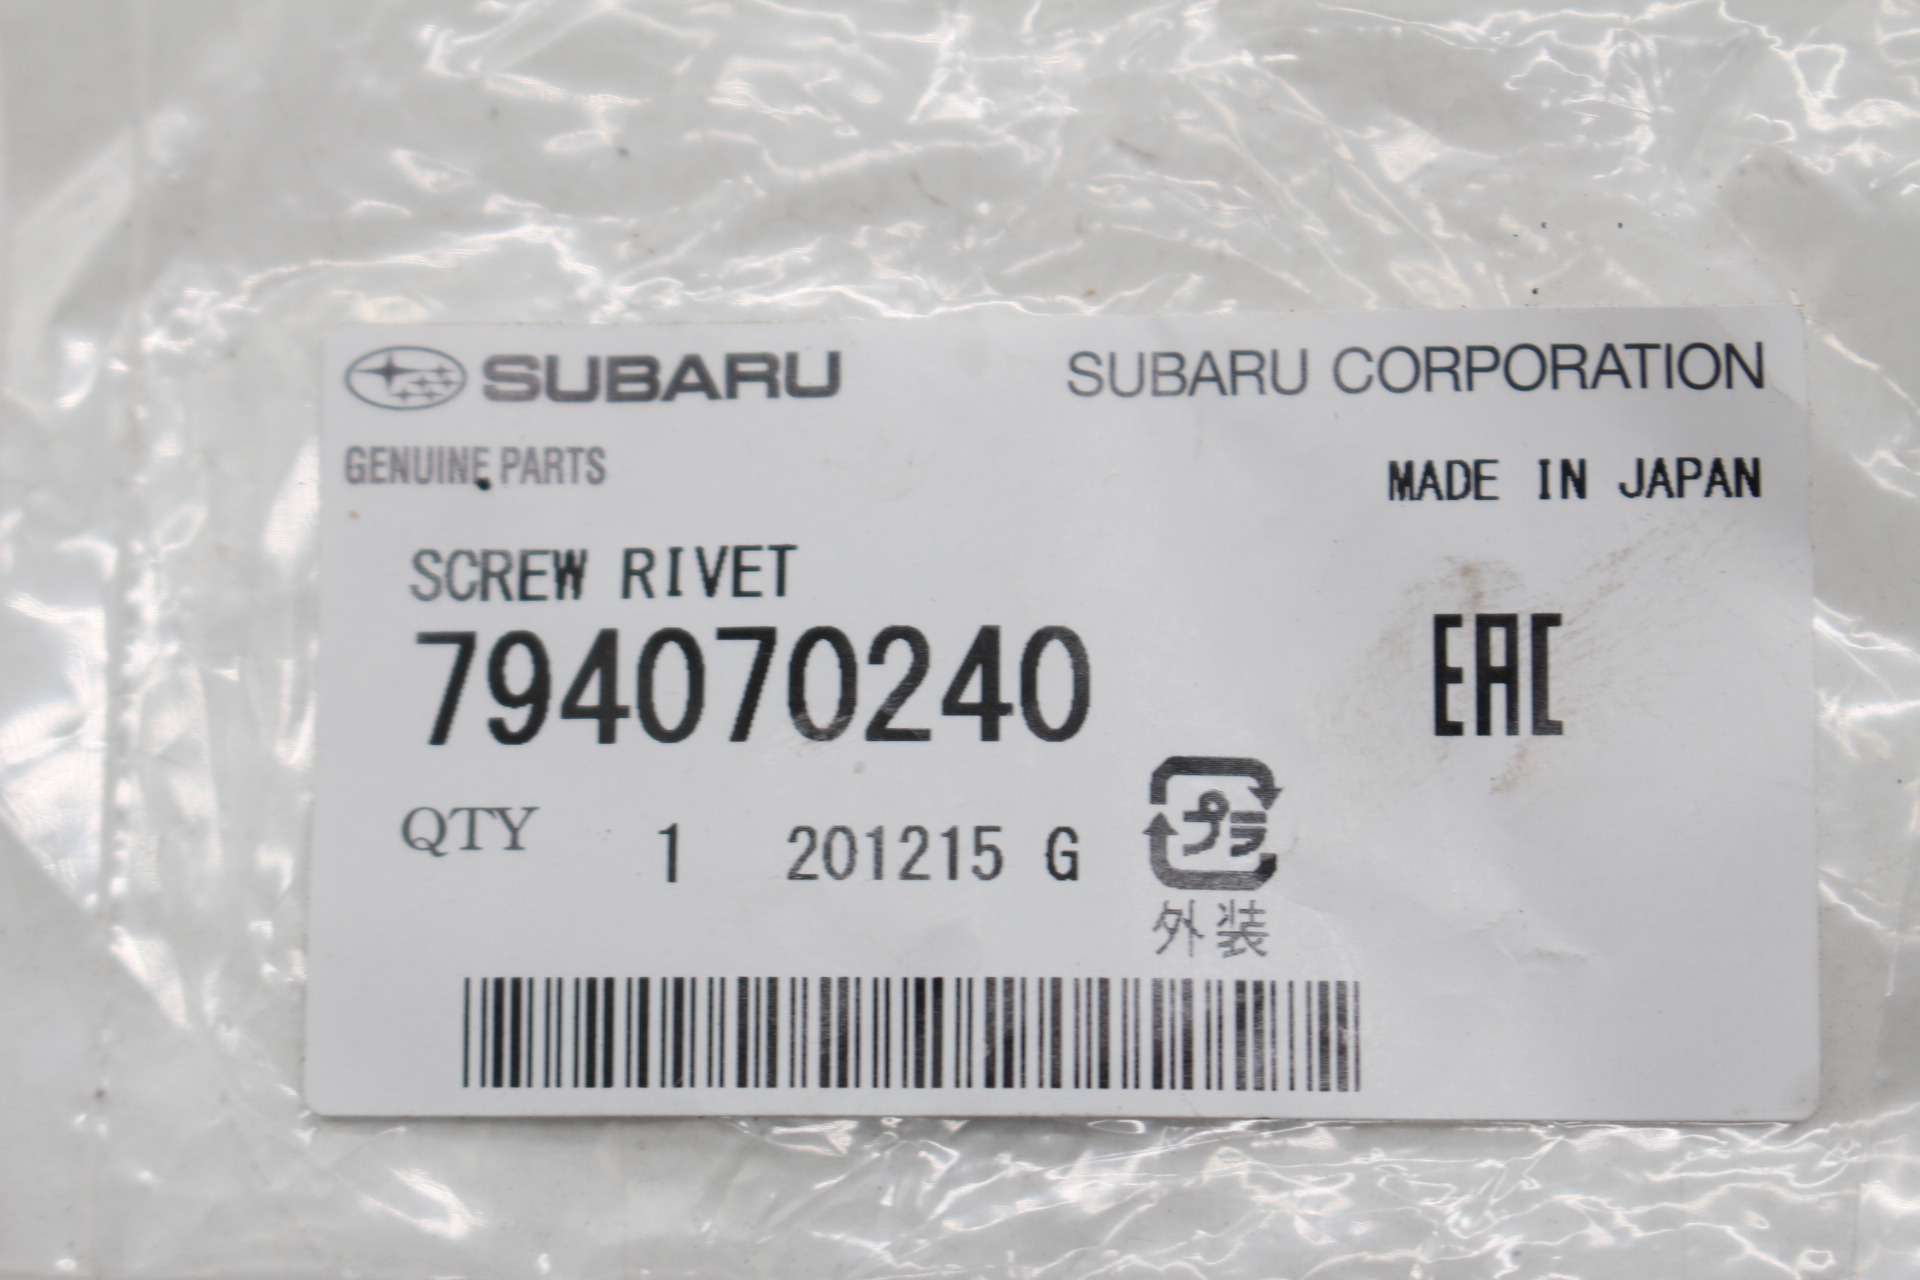 SUBARU SUBARU CORPORATION
GENUINE PARTS MADE IN JAPAN
SCREW RIVET
794070240 EAC
QTY 1 201215 G プラ
外装